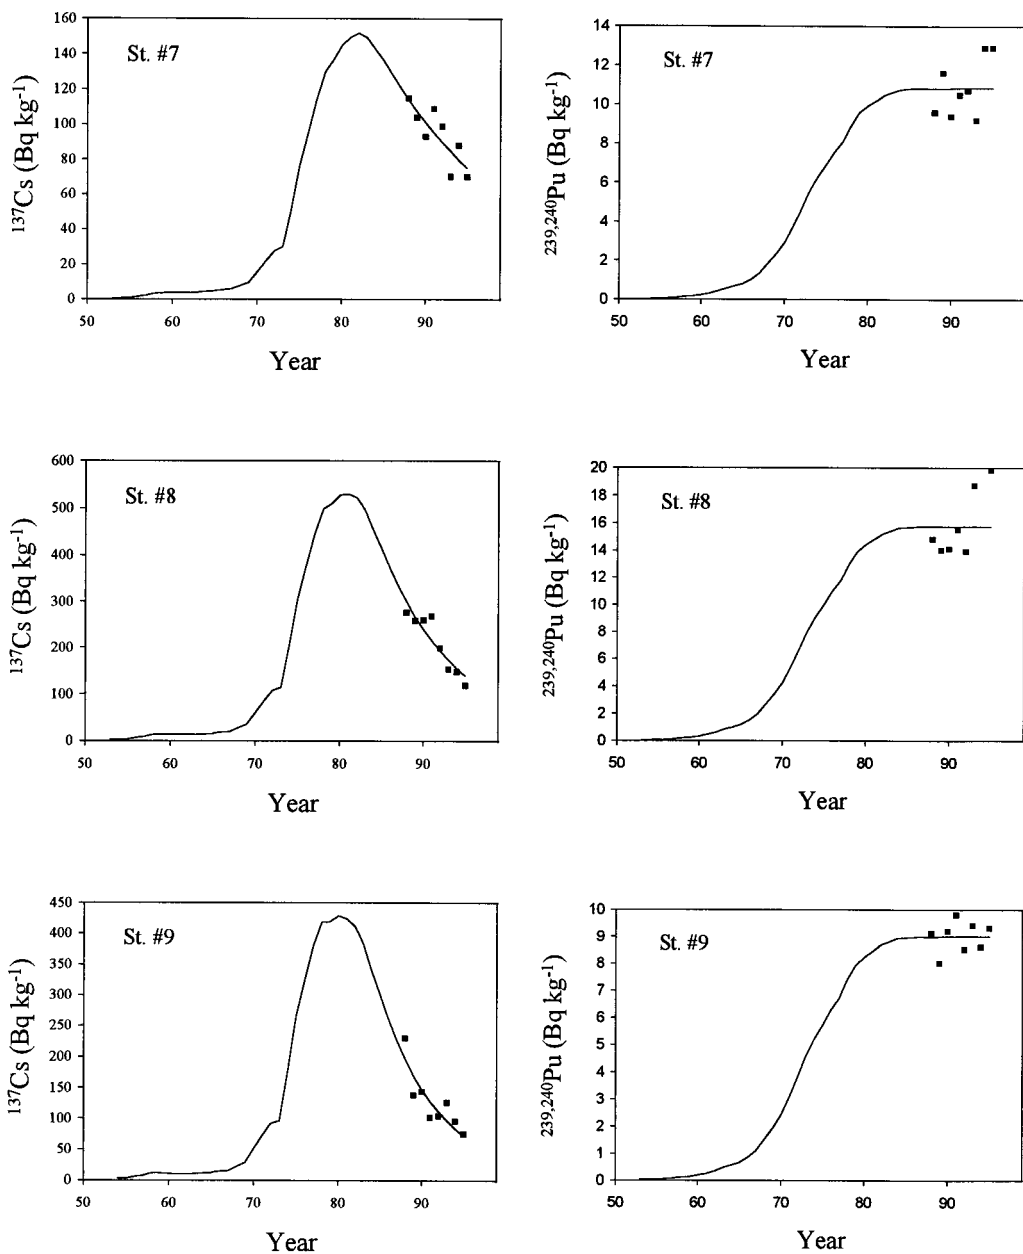 160
140
120
100
80
60
40
20
0
St. #7
137Cs (Bq kg-1)
50 60 70 80 90
Year
14
12
10
8
6
4
2
0
St. #7
239,240Pu (Bq kg-1)
50 60 70 80 90
Year
600
500
400
300
200
100
0
St. #8
137Cs (Bq kg-1)
50 60 70 80 90
Year
20
18
16
14
12
10
8
6
4
2
0
St. #8
239,240Pu (Bq kg-1)
50 60 70 80 90
Year
450
400
350
300
250
200
150
100
50
0
St. #9
137Cs (Bq kg-1)
50 60 70 80 90
Year
10
9
8
7
6
5
4
3
2
1
0
St. #9
239,240Pu (Bq kg-1)
50 60 70 80 90
Year